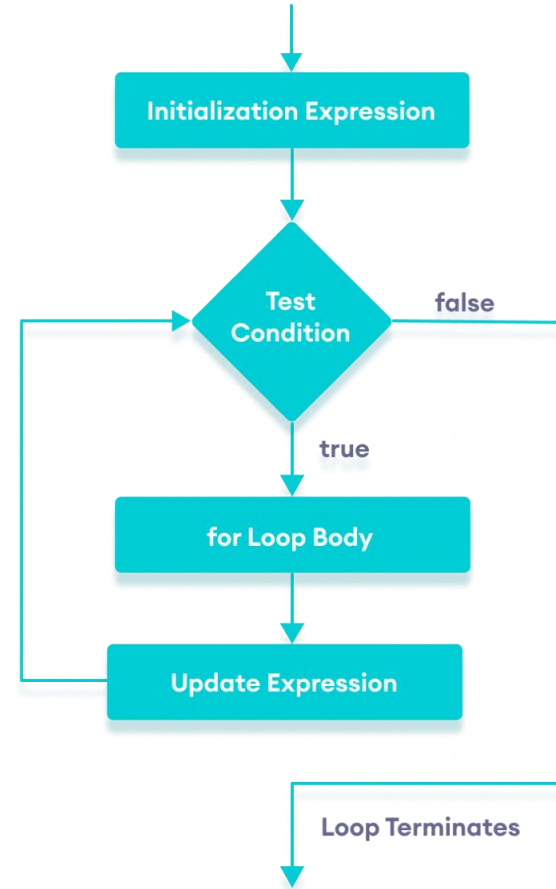 Initialization Expression
Test
Condition
false
true
for Loop Body
Update Expression
Loop Terminates